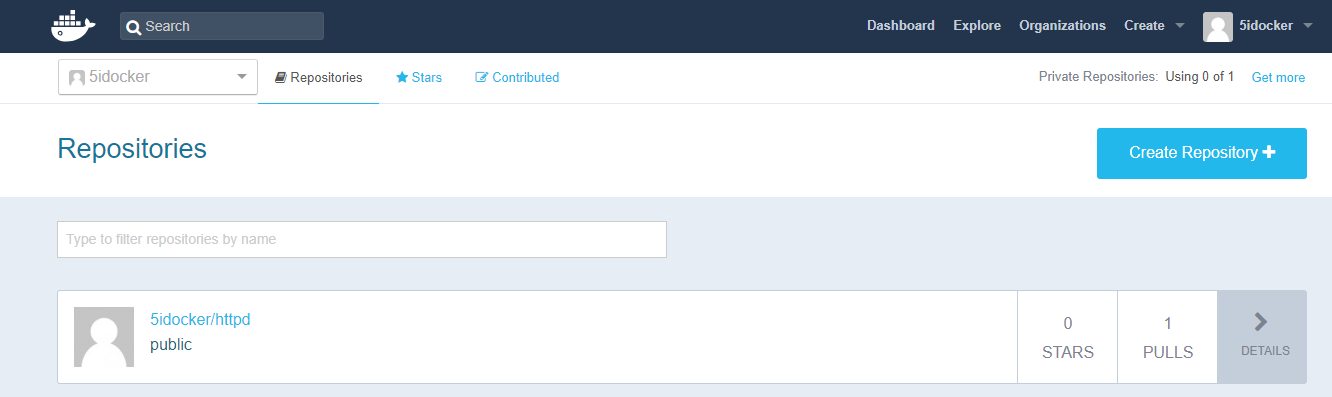 Search Dashboard Explore Organizations Create 5idocker
5idocker Repositories Stars Contributed Private Repositories: Using 0 of 1 Get more
Repositories
Create Repository
Type to filter repositories by name
5idocker/httpd
public
0
STARS
1
PULLS
DETAILS